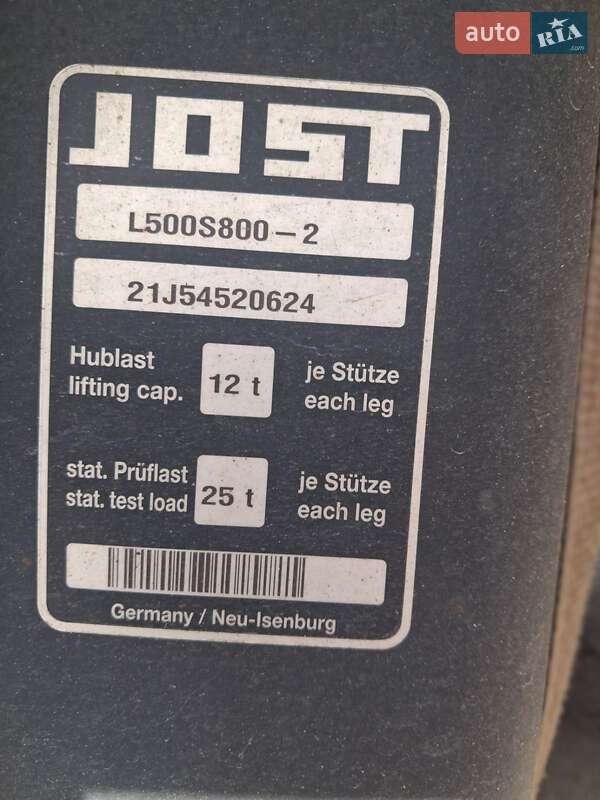 auto RIA.com
JOST
L500S800-2
21J54520624
Hublast
lifting cap.
12 t
je Stütze
each leg
stat. Prüflast
stat. test load
25 t
je Stütze
each leg
Germany / Neu-Isenburg